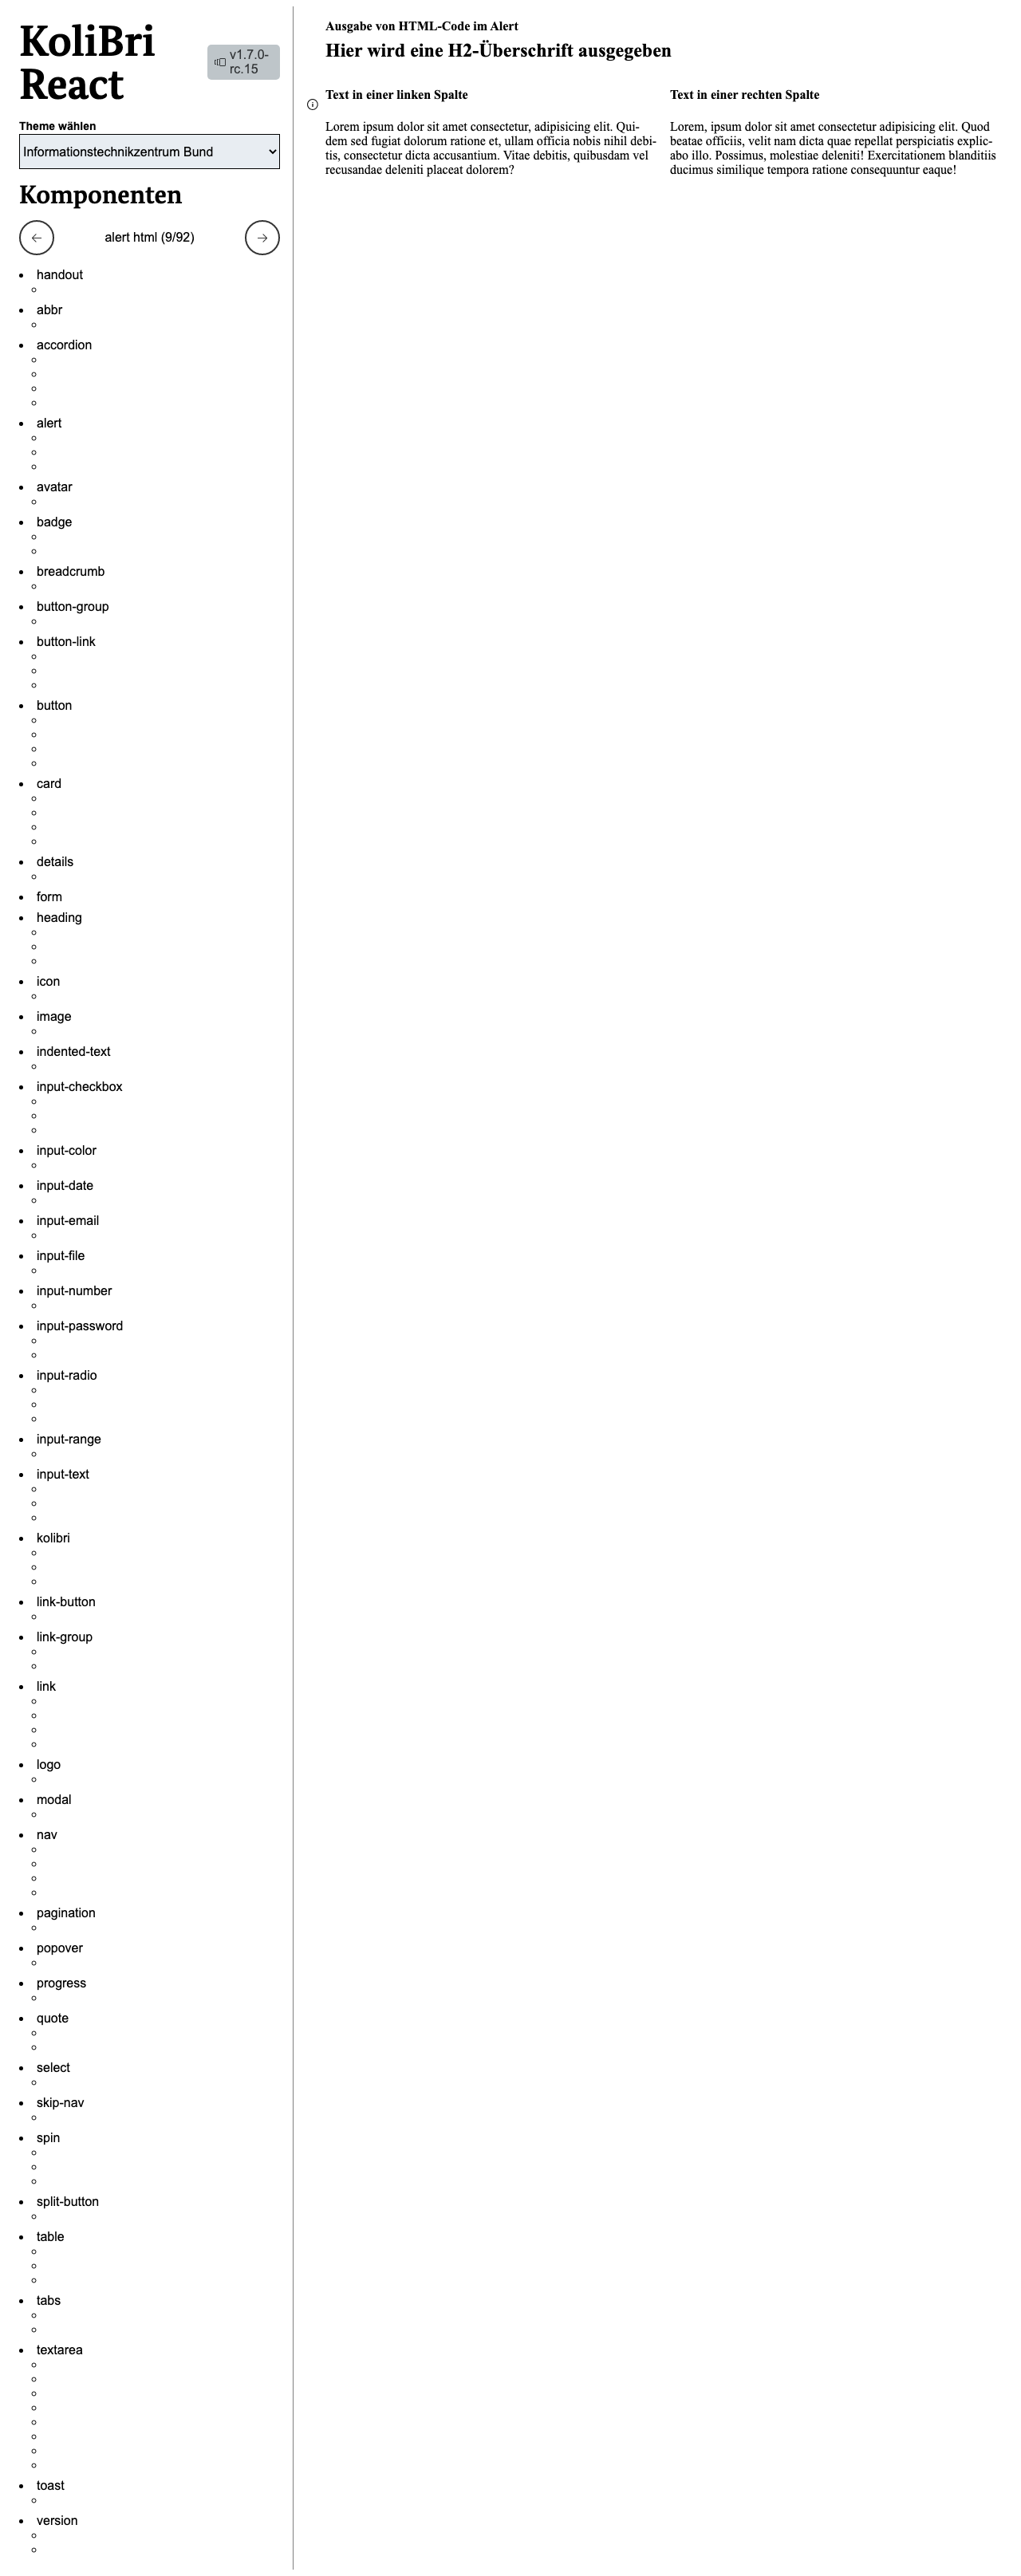 KoliBri
React
v1.7.0-
rc.15
Theme wählen
Informationstechnikzentrum Bund
Komponenten
alert html (9/92)
handout
abbr
accordion
alert
avatar
badge
breadcrumb
button-group
button-link
button
card
details
form
heading
icon
image
indented-text
input-checkbox
input-color
input-date
input-email
input-file
input-number
input-password
input-radio
input-range
input-text
kolibri
link-button
link-group
link
logo
modal
nav
pagination
popover
progress
quote
select
skip-nav
spin
split-button
table
tabs
textarea
toast
version
Ausgabe von HTML-Code im Alert
Hier wird eine H2-Überschrift ausgegeben
Text in einer linken Spalte
Lorem ipsum dolor sit amet consectetur, adipisicing elit. Qui-
dem sed fugiat dolorum ratione et, ullam officia nobis nihil debi-
tis, consectetur dicta accusantium. Vitae debitis, quibusdam vel
recusandae deleniti placeat dolorem?
Text in einer rechten Spalte
Lorem, ipsum dolor sit amet consectetur adipisicing elit. Quod
beatae officiis, velit nam dicta quae repellat perspiciatis explic-
abo illo. Possimus, molestiae deleniti! Exercitationem blanditiis
ducimus similique tempora ratione consequuntur eaque!